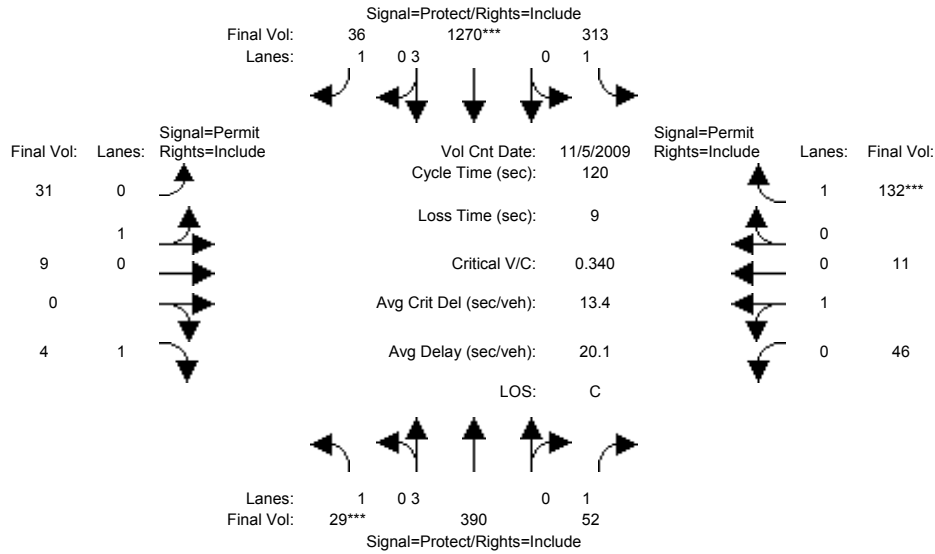 Signal=Protect/Rights=Include
Final Vol: 36 1270*** 313
Lanes: 1 0 3 0 1
Signal=Permit Signal=Permit
Final Vol: Lanes: Rights=Include Vol Cnt Date: 11/5/2009 Rights=Include Lanes: Final Vol:
Cycle Time (sec): 120
31 0 1 132***
Loss Time (sec): 9
1 0
9 0 Critical V/C: 0.340 0 11
0 Avg Crit Del (sec/veh): 13.4 1
4 1 Avg Delay (sec/veh): 20.1 0 46
LOS: C
Lanes: 1 0 3 0 1
Final Vol: 29*** 390 52
Signal=Protect/Rights=Include